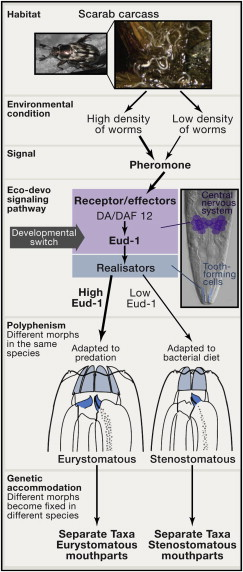 Habitat
Scarab carcass
Environmental
condition
High density
of worms
Low density
of worms
Signal
Pheromone
Eco-devo
signaling
pathway
Receptor/effectors
DA/DAF 12
Developmental
switch
Eud-1
Realisators
Central
nervous
system
Tooth-
forming
cells
High
Eud-1
Low
Eud-1
Polyphenism
Different morphs
in the same
species
Adapted to
predation
Adapted to
bacterial diet
Eurystomatous
Stenostomatous
Genetic
accommodation
Different morphs
become fixed in
different species
Separate Taxa
Eurystomatous
mouthparts
Separate Taxa
Stenostomatous
mouthparts